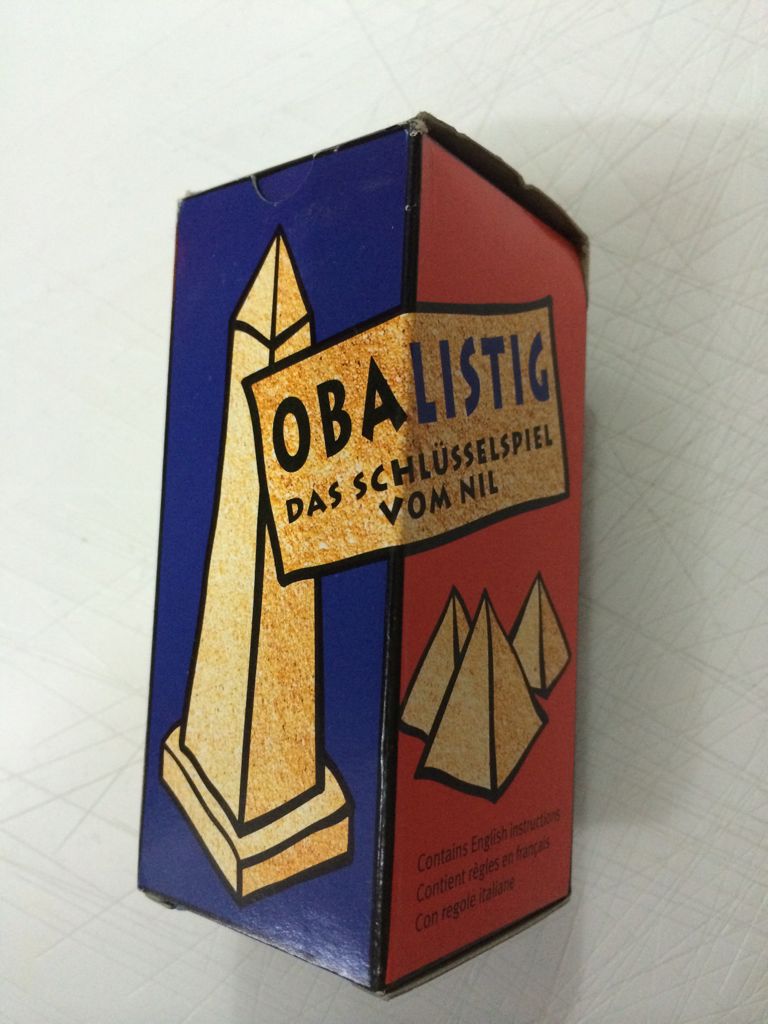 OBALISTIG
DAS SCHLÜSSELSPIEL
VOM NIL
Contains English instructions
Contient règles en français
Con regole italiane